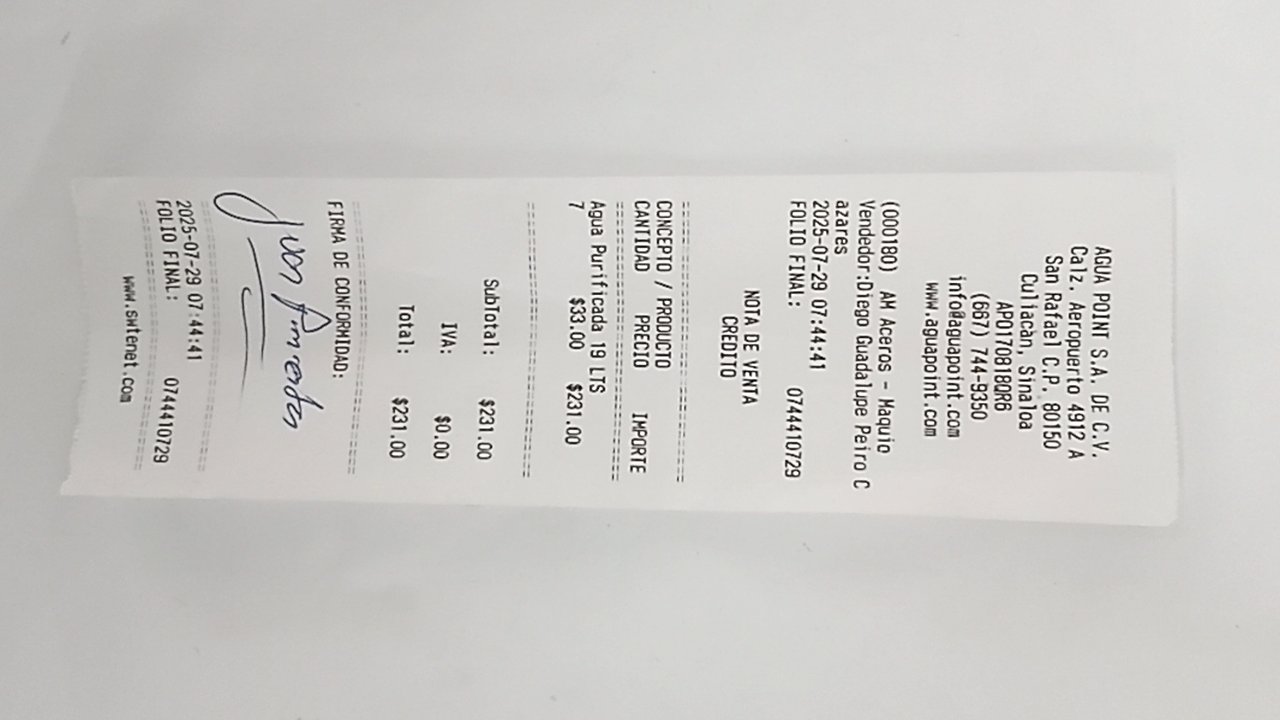 AGUA POINT S.A. DE C.V.
Calz. Aeropuerto 4912 A
San Rafael C.P. 80150
Culiacàn, Sinaloa
APO170818QR6
(667) 744-9350
info@aguapoint.com
www.aguapoint.com
(000180) AM Aceros - Maquio
Vendedor:Diego Guadalupe Peiro C
azares
2025-07-29 07:44:41
FOLIO FINAL: 0744410729
NOTA DE VENTA
CREDITO
================================
CONCEPTO / PRODUCTO
CANTIDAD PRECIO IMPORTE
================================
Agua Purificada 19 LTS
7 $33.00 $231.00
================================
SubTotal: $231.00
IVA: $0.00
Total: $231.00
================================
FIRMA DE CONFORMIDAD:
Juan
================================
2025-07-29 07:44:41
FOLIO FINAL: 0744410729
================================
www.swtenet.com